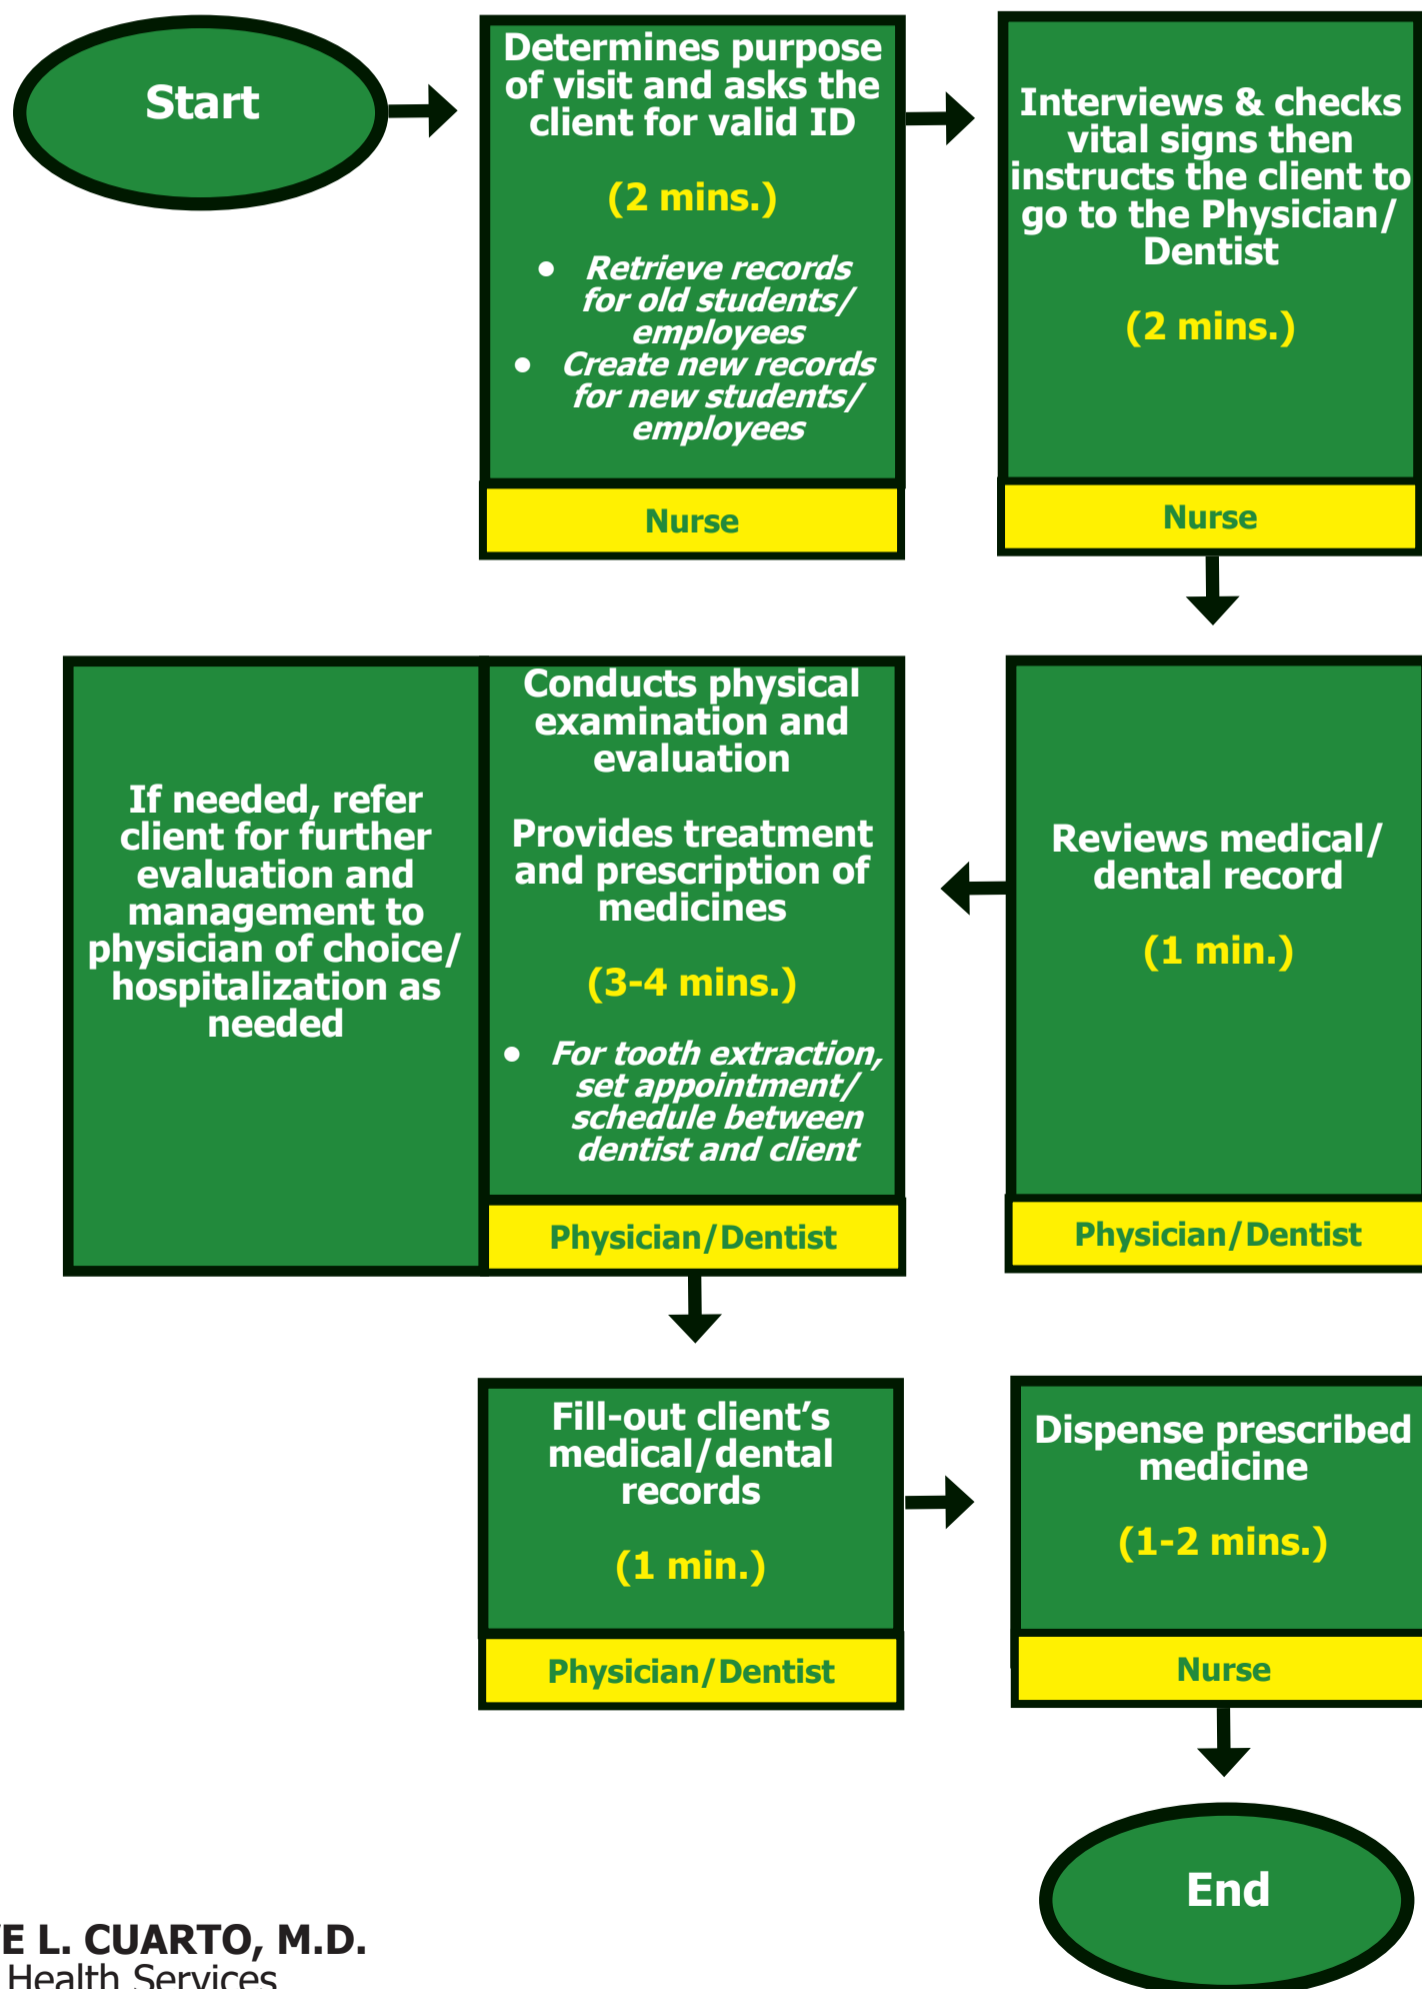 Start
Determines purpose
of visit and asks the
client for valid ID
(2 mins.)
• Retrieve records
for old students/
employees
• Create new records
for new students/
employees
Nurse
Interviews & checks
vital signs then
instructs the client to
go to the Physician/
Dentist
(2 mins.)
Nurse
Reviews medical/
dental record
(1 min.)
Physician/Dentist
Conducts physical
examination and
evaluation
Provides treatment
and prescription of
medicines
(3-4 mins.)
• For tooth extraction,
set appointment/
schedule between
dentist and client
Physician/Dentist
If needed, refer
client for further
evaluation and
management to
physician of choice/
hospitalization as
needed
Fill-out client’s
medical/dental
records
(1 min.)
Physician/Dentist
Dispense prescribed
medicine
(1-2 mins.)
Nurse
End
L. CUARTO, M.D.
Health Services